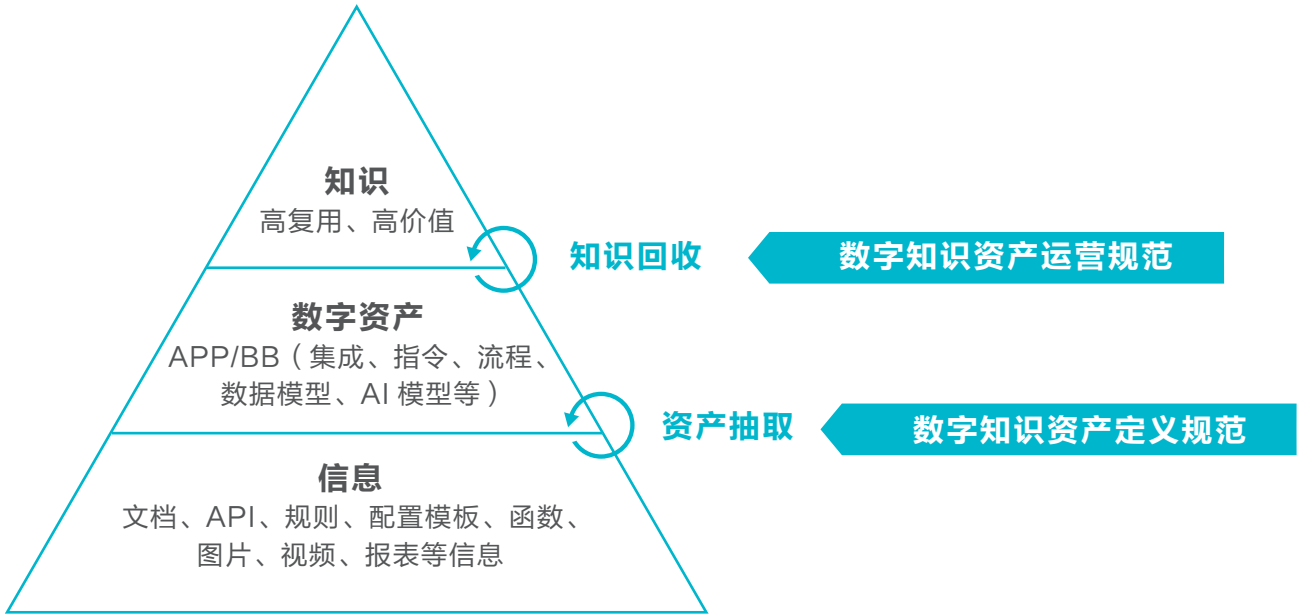 知识
高复用、高价值
知识回收
数字知识资产运营规范
数字资产
APP/BB（集成、指令、流程、
数据模型、AI 模型等）
资产抽取
数字知识资产定义规范
信息
文档、API、规则、配置模板、函数、
图片、视频、报表等信息